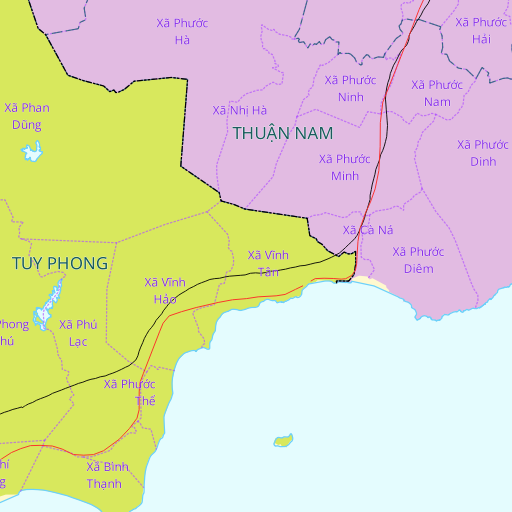 Xã Phước
Hà
Xã Phước
Hải
Xã Phước
Ninh
Xã Phước
Nam
Xã Phan
Dũng
Xã Nhị Hà
THUẬN NAM
Xã Phước
Dinh
Xã Phước
Minh
Xã Cà Ná
Xã Phước
Diêm
Xã Vĩnh
Tân
TUY PHONG
Xã Vĩnh
Hảo
Phong
hú
Xã Phú
Lạc
Xã Phước
Thể
hí
g
Xã Bình
Thạnh